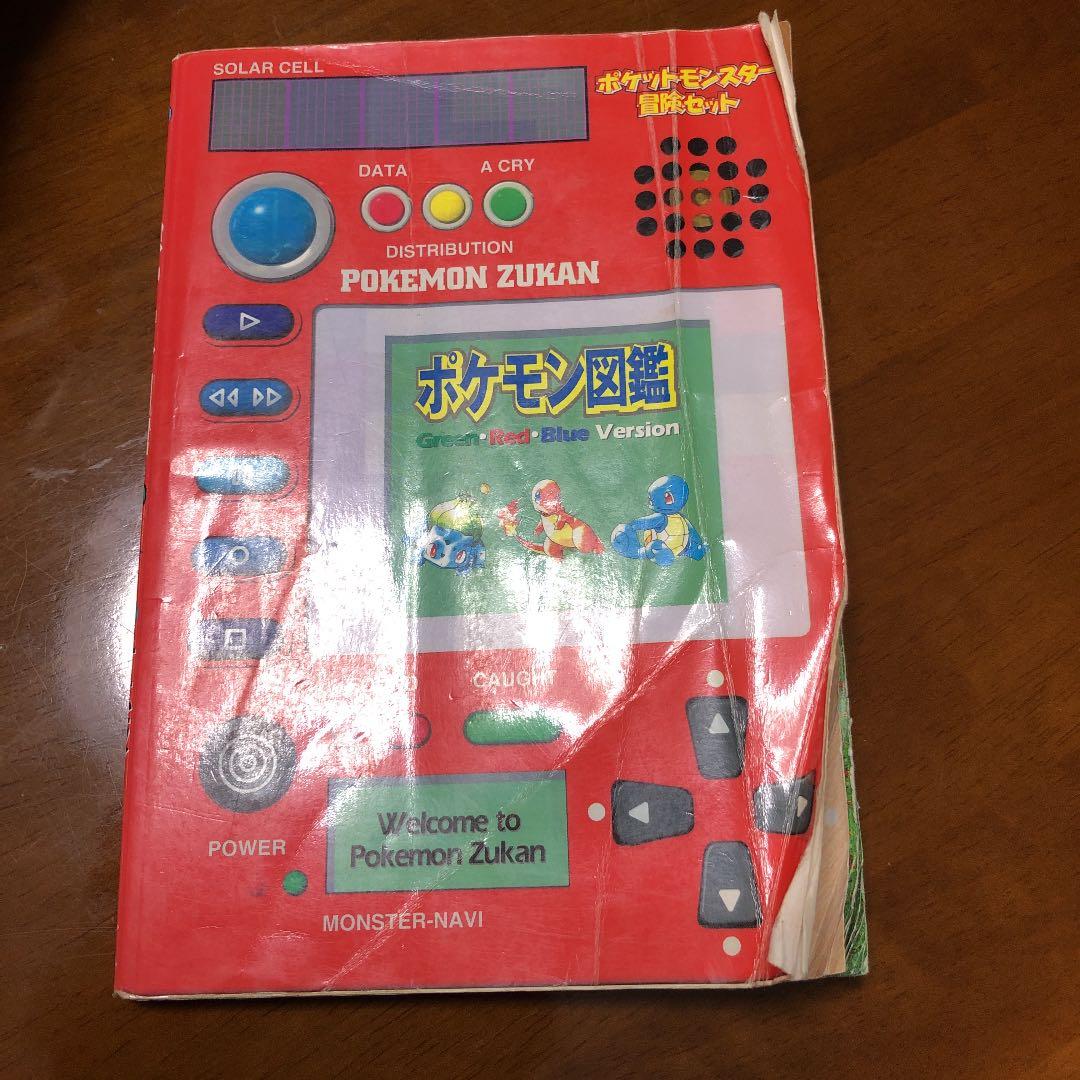 SOLAR CELL
ポケットモンスター
冒険セット
DATA
A CRY
DISTRIBUTION
POKEMON ZUKAN
ポケモン図鑑
Green・Red・Blue Version
CAUGHT
Welcome to
Pokemon Zukan
POWER
MONSTER-NAVI